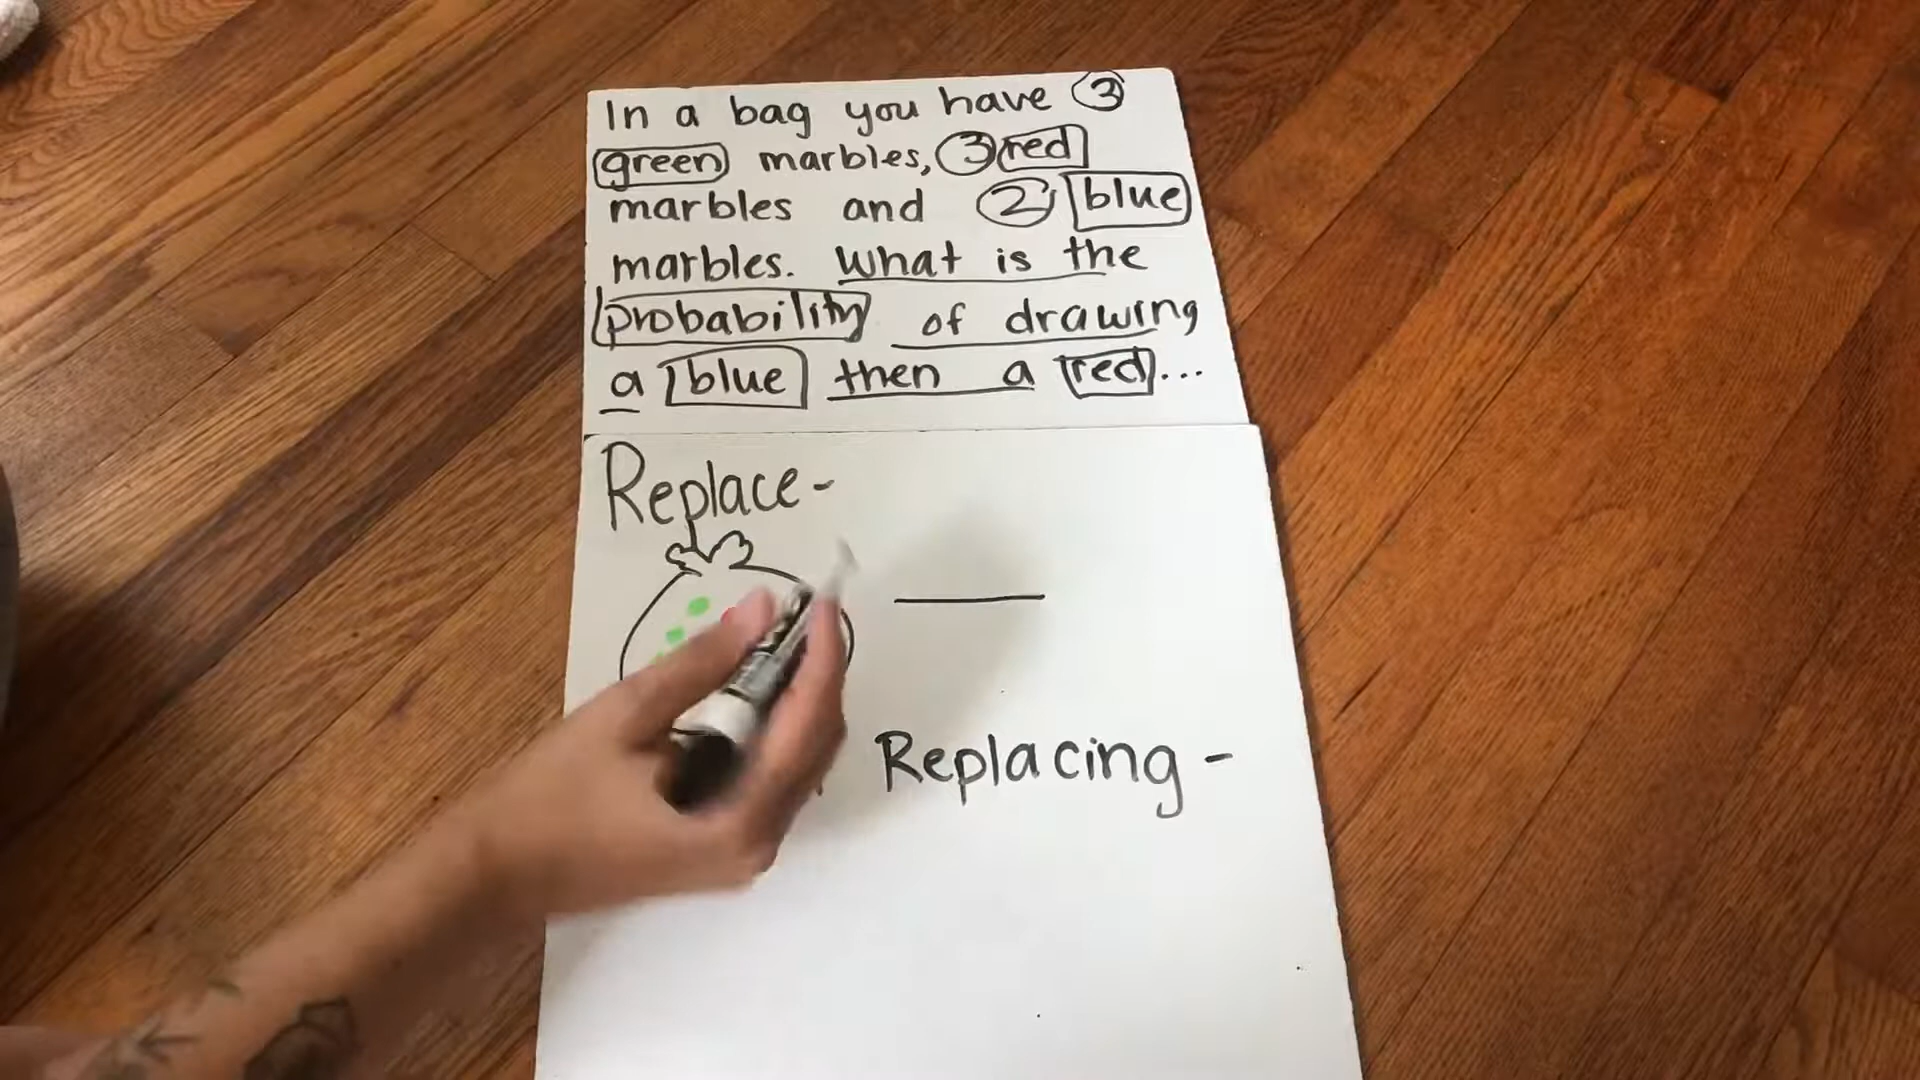 In a bag you have 3
green marbles, 3 red
marbles and 2 blue
marbles. What is the
probability of drawing
a blue then a red...
Replace-
Replacing-